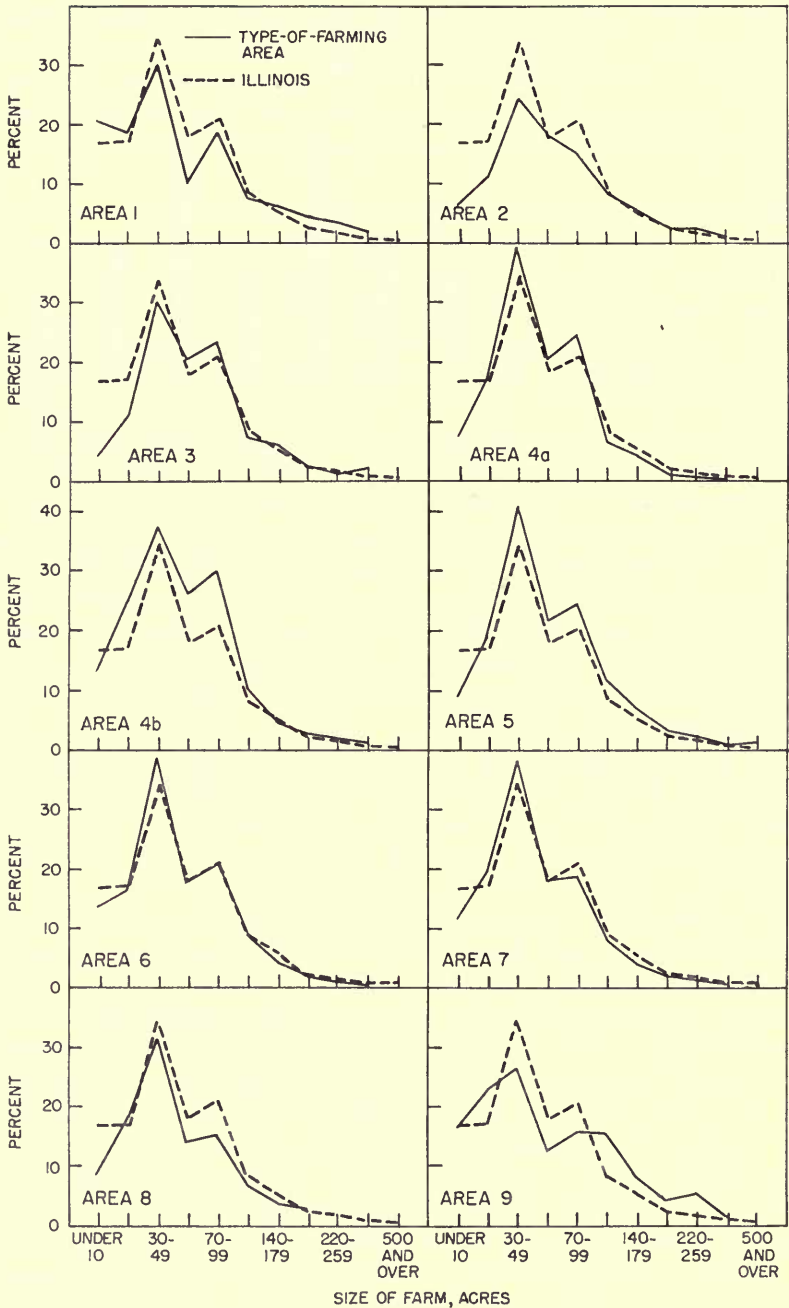 TYPE-OF-FARMING
AREA
ILLINOIS
PERCENT
30
20
10
0
AREA 1
AREA 2
PERCENT
30
20
10
0
AREA 3
AREA 4a
PERCENT
40
30
20
10
0
AREA 4b
AREA 5
PERCENT
30
20
10
0
AREA 6
AREA 7
PERCENT
30
20
10
0
AREA 8
AREA 9
UNDER 30- 70- 140- 220- 500 UNDER 30- 70- 140- 220- 500
10 49 99 179 259 AND 10 49 99 179 259 AND
OVER OVER
SIZE OF FARM, ACRES